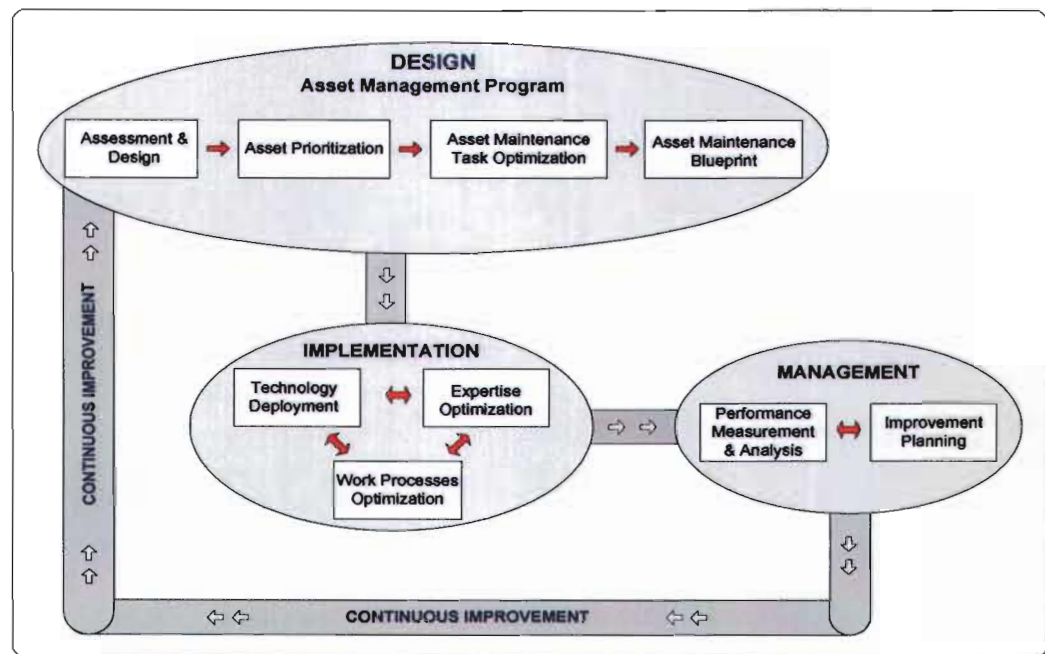 DESIGN
Asset Management Program
Assessment &
Design
Asset Prioritization
Asset Maintenance
Task Optimization
Asset Maintenance
Blueprint
CONTINUOUS IMPROVEMENT
IMPLEMENTATION
Technology
Deployment
Expertise
Optimization
Work Processes
Optimization
MANAGEMENT
Performance
Measurement
& Analysis
Improvement
Planning
CONTINUOUS IMPROVEMENT